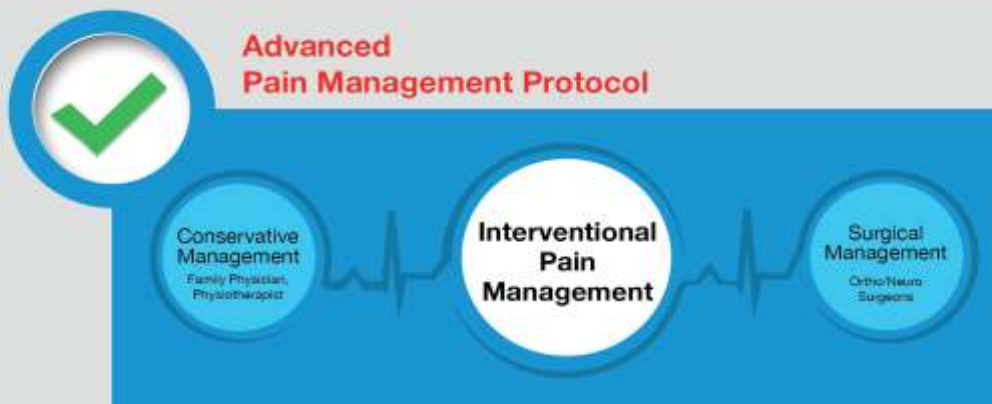 Advanced
Pain Management Protocol
Conservative
Management
Family Physician,
Physiotherapist
Interventional
Pain
Management
Surgical
Management
Ortho/Neuro
Surgeons